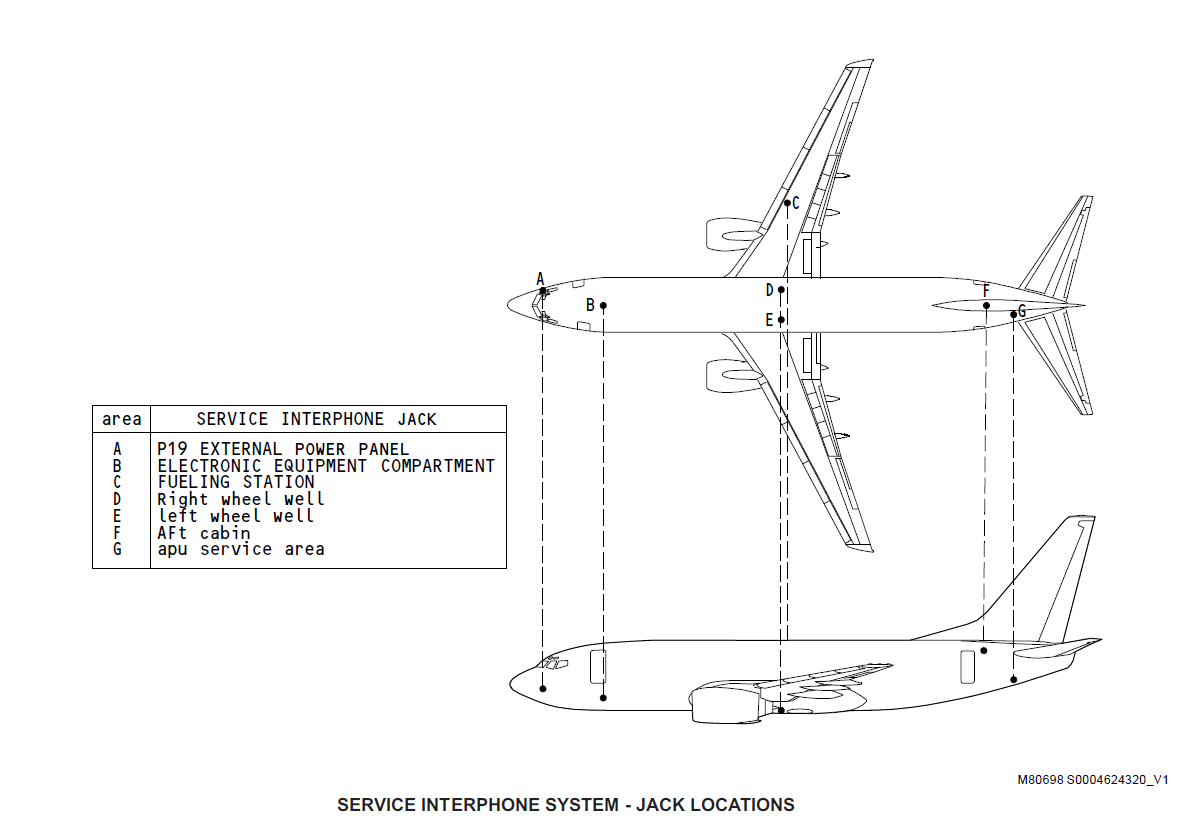 C
A
B
D
E
F
G
area SERVICE INTERPHONE JACK
A P19 EXTERNAL POWER PANEL
B ELECTRONIC EQUIPMENT COMPARTMENT
C FUELING STATION
D Right wheel well
E left wheel well
F AFt cabin
G apu service area
M80698 S0004624320_V1
SERVICE INTERPHONE SYSTEM - JACK LOCATIONS